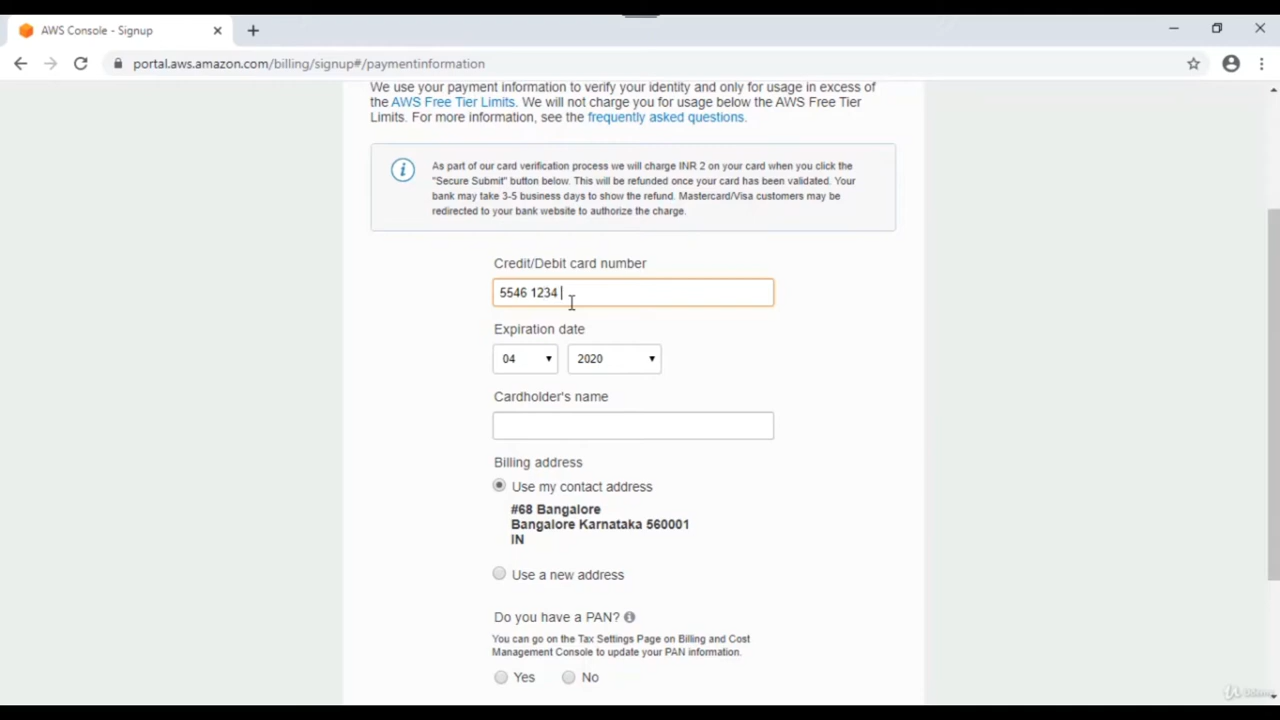 AWS Console - Signup
portal.aws.amazon.com/billing/signup#/paymentinformation
We use your payment information to verify your identity and only for usage in excess of
the AWS Free Tier Limits. We will not charge you for usage below the AWS Free Tier
Limits. For more information, see the frequently asked questions.
As part of our card verification process we will charge INR 2 on your card when you click the
"Secure Submit" button below. This will be refunded once your card has been validated. Your
bank may take 3-5 business days to show the refund. Mastercard/Visa customers may be
redirected to your bank website to authorize the charge.
Credit/Debit card number
5546 1234
Expiration date
04 2020
Cardholder's name
Billing address
Use my contact address
#68 Bangalore
Bangalore Karnataka 560001
IN
Use a new address
Do you have a PAN?
You can go on the Tax Settings Page on Billing and Cost
Management Console to update your PAN information.
Yes No